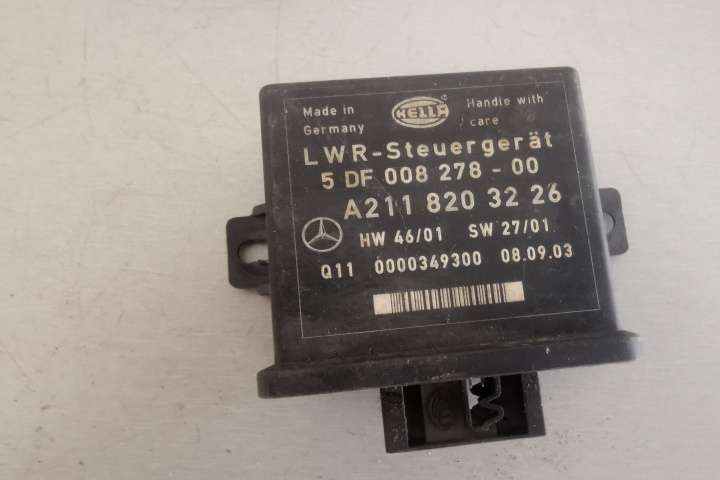 Made in Germany
HELLA
®
Handle with care
LWR-Steuergerät
5 DF 008 278 - 00
A211 820 32 26
HW 46/01 SW 27/01
Q11 0000349300 08.09.03